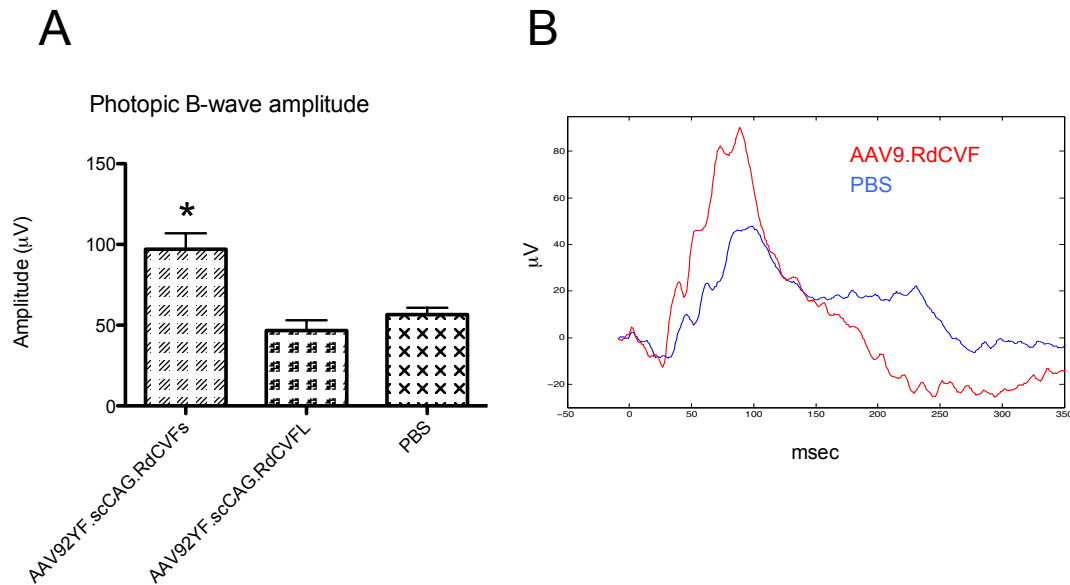 A
Photopic B-wave amplitude
150
100
50
0
Amplitude (µV)
*
AAV92YF.scCAG.RdCVFs
AAV92YF.scCAG.RdCVFL
PBS
B
AAV9.RdCVF
PBS
80
60
40
20
0
−20
µV
−50 0 50 100 150 200 250 300 350
msec